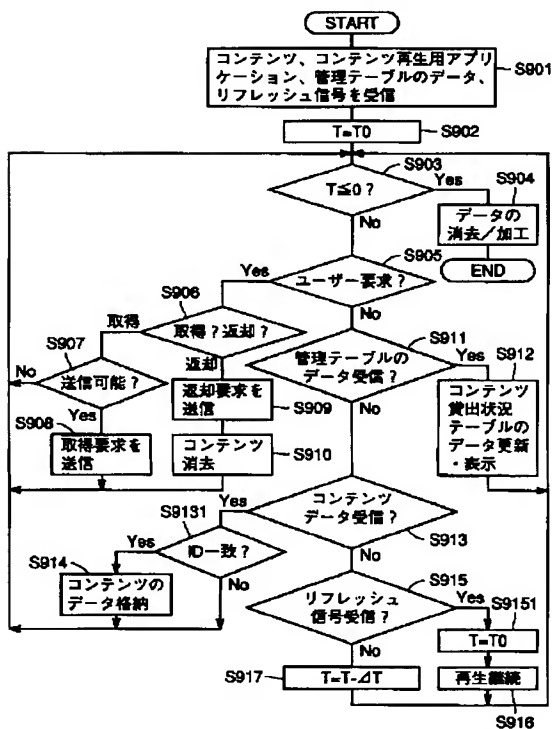 START
コンテンツ、コンテンツ再生用アプリ
ケーション、管理テーブルのデータ、
リフレッシュ信号を受信
S901
T=T0
S902
S903
T≦0？
Yes
No
S904
データの
消去／加工
END
S905
ユーザー要求？
Yes
No
S906
取得？返却？
取得
返却
S907
送信可能？
No
Yes
S908
取得要求を
送信
返却要求を
送信
S909
コンテンツ
消去
S910
S911
管理テーブルの
データ受信？
Yes
No
S912
コンテンツ
貸出状況
テーブルの
データ更新
・表示
コンテンツ
データ受信？
Yes
No
S913
S9131
ID一致？
Yes
No
S914
コンテンツの
データ格納
S915
リフレッシュ
信号受信？
Yes
No
S9151
T=T0
再生継続
S916
S917
T=T-⊿T